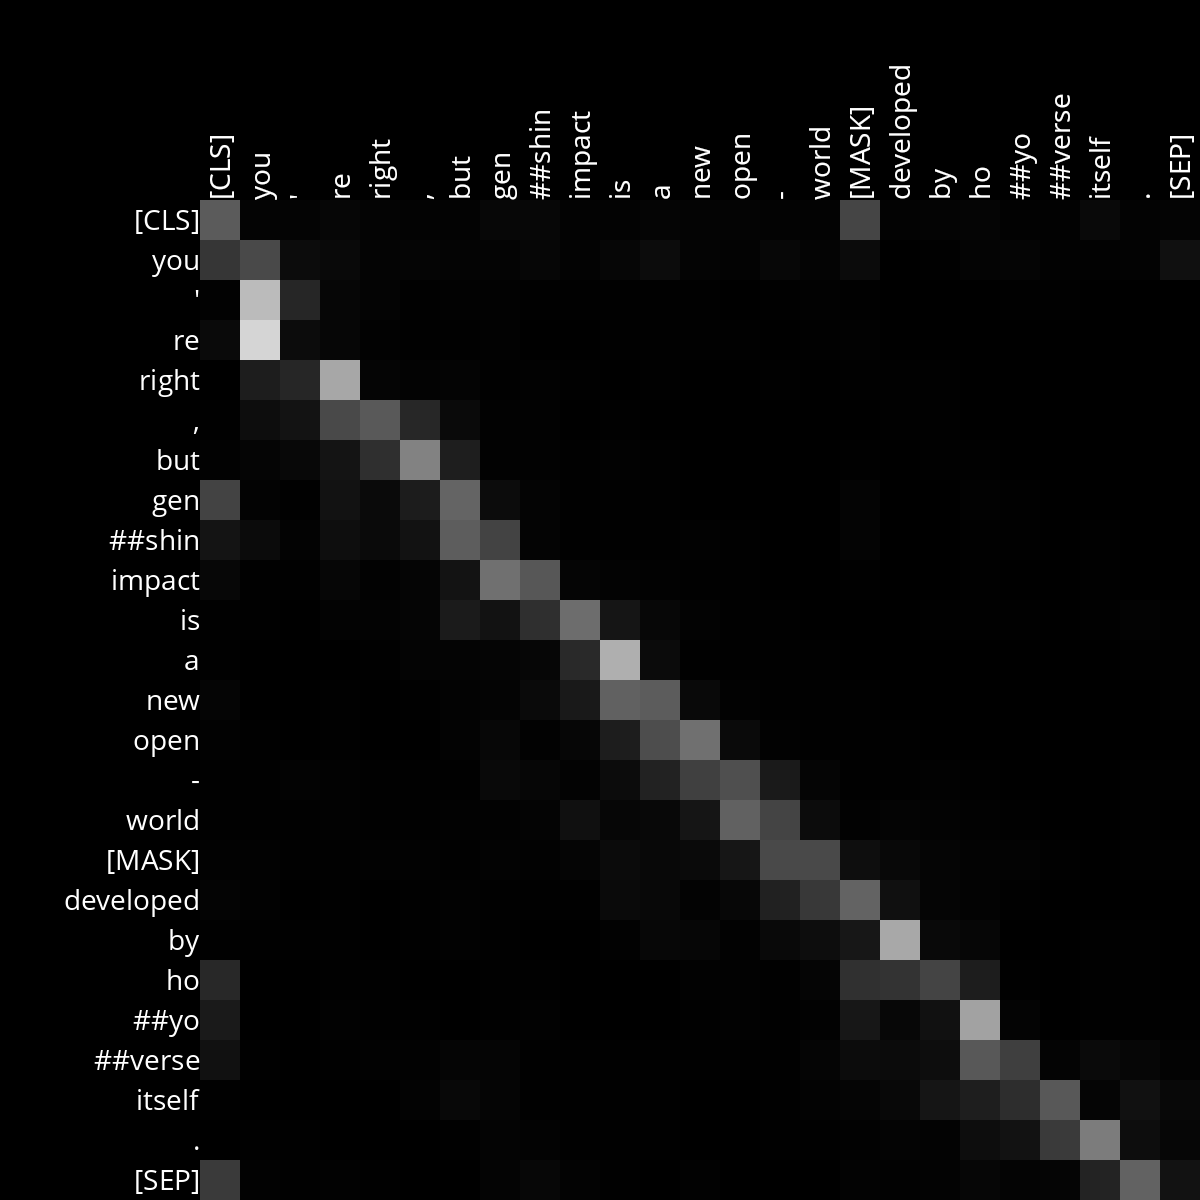 [CLS] you ' re right , but gen ##shin impact is a new open - world [MASK] developed by ho ##yo ##verse itself . [SEP]
[CLS]
you
'
re
right
,
but
gen
##shin
impact
is
a
new
open
-
world
[MASK]
developed
by
ho
##yo
##verse
itself
.
[SEP]